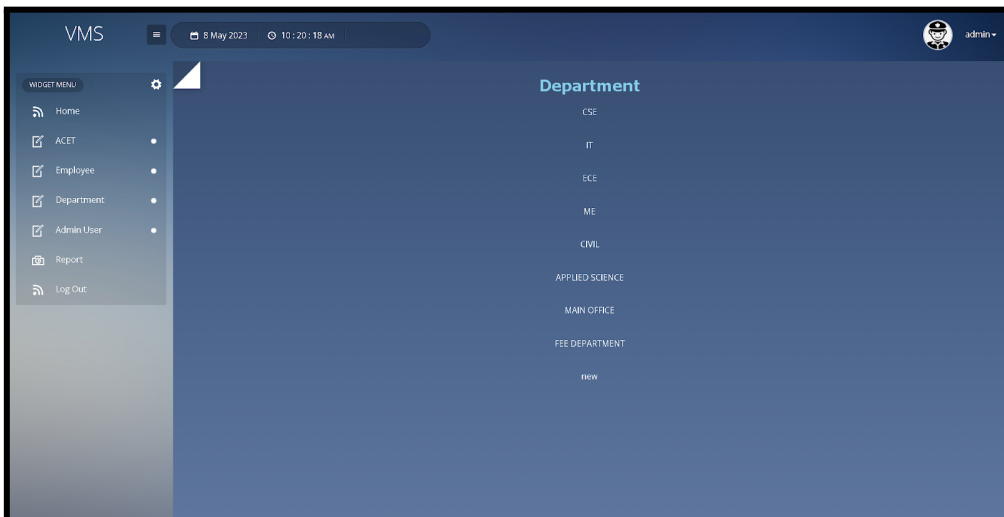 VMS
8 May 2023 10 : 20 : 18 AM
admin
WIDGET MENU
Home
ACET
Employee
Department
Admin User
Report
Log Out
Department
CSE
IT
ECE
ME
CIVIL
APPLIED SCIENCE
MAIN OFFICE
FEE DEPARTMENT
new